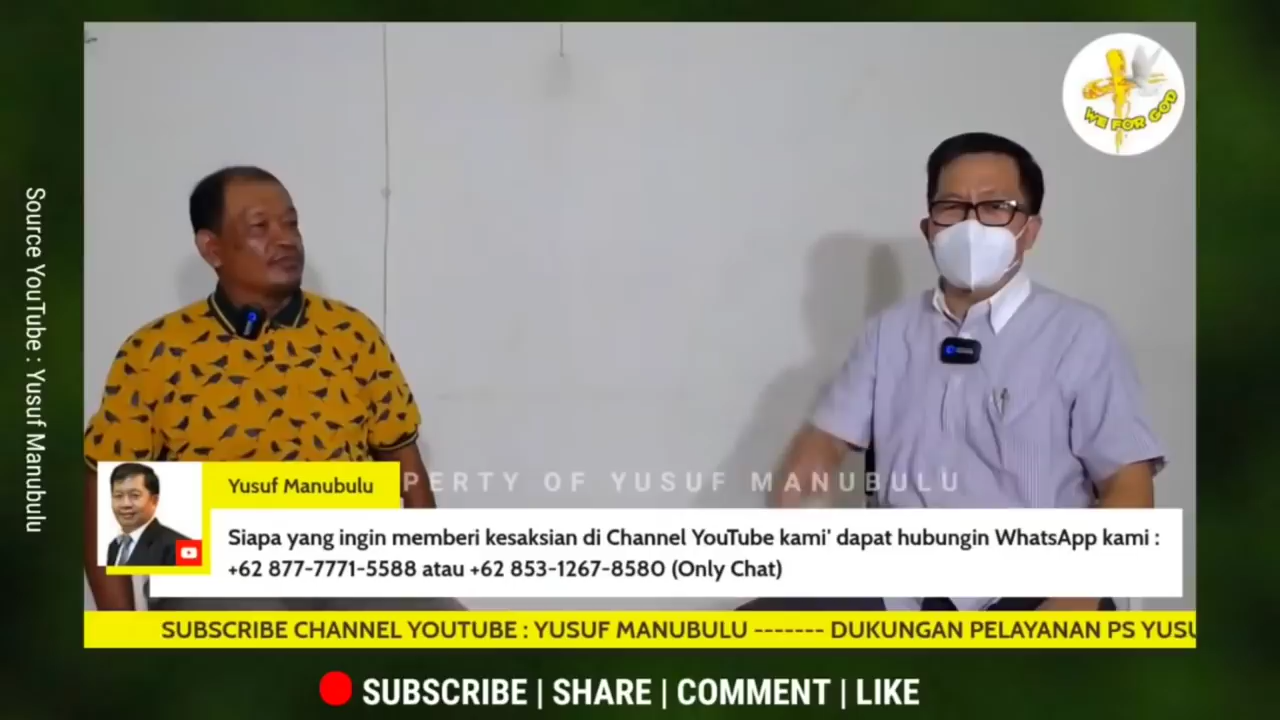 WE FOR GOD
Source YouTube : Yusuf Manubulu
PERTY OF YUSUF MANUBULU
Yusuf Manubulu
Siapa yang ingin memberi kesaksian di Channel YouTube kami' dapat hubungin WhatsApp kami :
+62 877-7771-5588 atau +62 853-1267-8580 (Only Chat)
SUBSCRIBE CHANNEL YOUTUBE : YUSUF MANUBULU ------- DUKUNGAN PELAYANAN PS YUSU
SUBSCRIBE | SHARE | COMMENT | LIKE